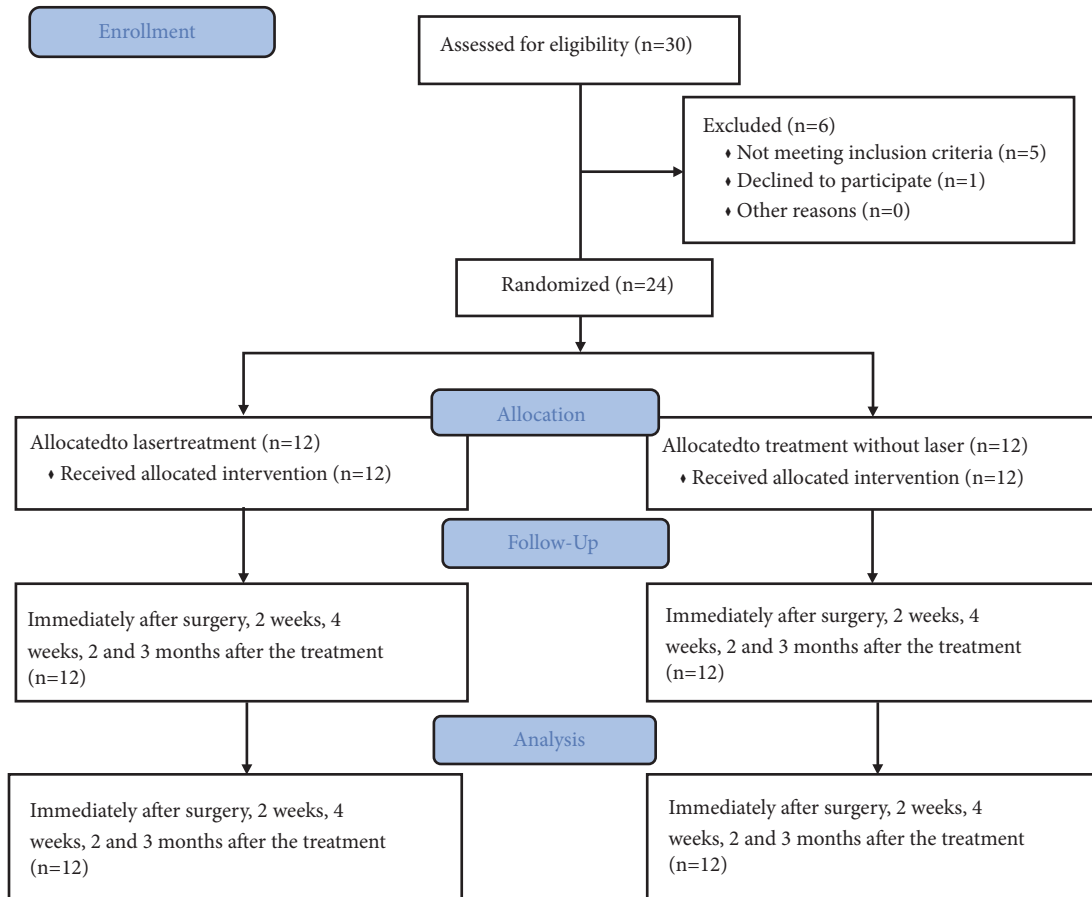 Enrollment
Assessed for eligibility (n=30)
Excluded (n=6)
♦ Not meeting inclusion criteria (n=5)
♦ Declined to participate (n=1)
♦ Other reasons (n=0)
Randomized (n=24)
Allocation
Allocatedto lasertreatment (n=12)
♦ Received allocated intervention (n=12)
Allocatedto treatment without laser (n=12)
♦ Received allocated intervention (n=12)
Follow-Up
Immediately after surgery, 2 weeks, 4
weeks, 2 and 3 months after the treatment
(n=12)
Immediately after surgery, 2 weeks, 4
weeks, 2 and 3 months after the treatment
(n=12)
Analysis
Immediately after surgery, 2 weeks, 4
weeks, 2 and 3 months after the treatment
(n=12)
Immediately after surgery, 2 weeks, 4
weeks, 2 and 3 months after the treatment
(n=12)